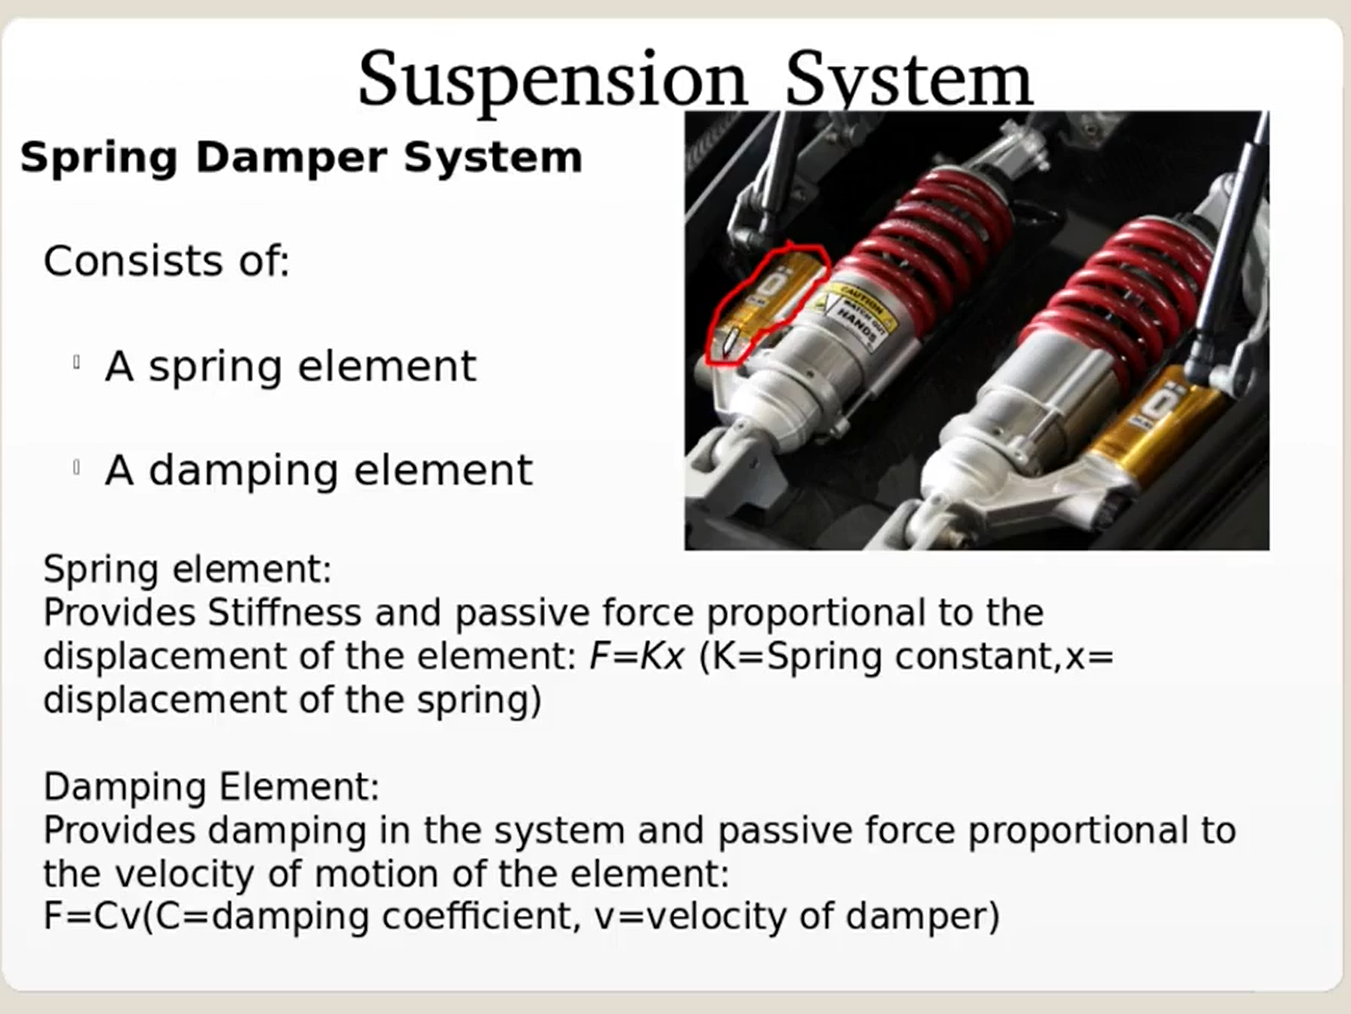 Suspension System
Spring Damper System
Consists of:
A spring element
A damping element
CAUTION
WATCH OUT
HANDS
Ö
Ö
Spring element:
Provides Stiffness and passive force proportional to the
displacement of the element: F=Kx (K=Spring constant,x=
displacement of the spring)
Damping Element:
Provides damping in the system and passive force proportional to
the velocity of motion of the element:
F=Cv(C=damping coefficient, v=velocity of damper)